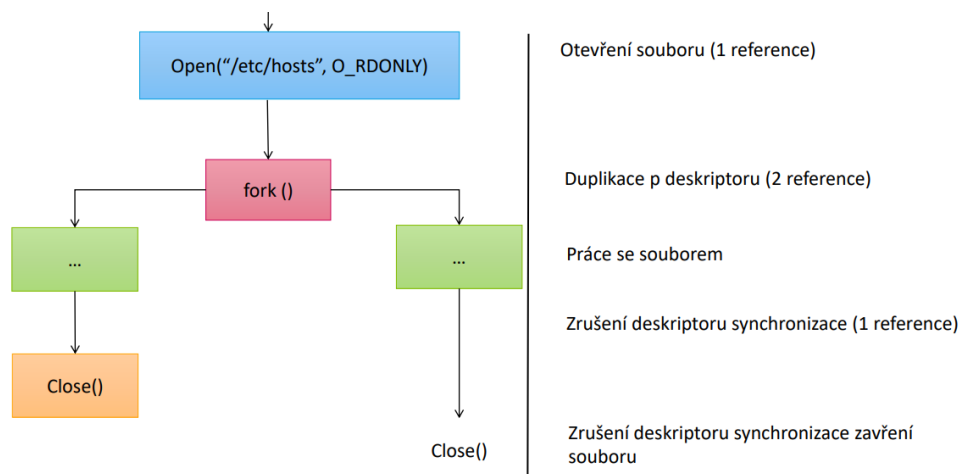 Otevření souboru (1 reference)
Open(“/etc/hosts”, O_RDONLY)
Duplikace p deskriptoru (2 reference)
fork ()
...
...
Práce se souborem
Zrušení deskriptoru synchronizace (1 reference)
Close()
Close()
Zrušení deskriptoru synchronizace zavření
souboru